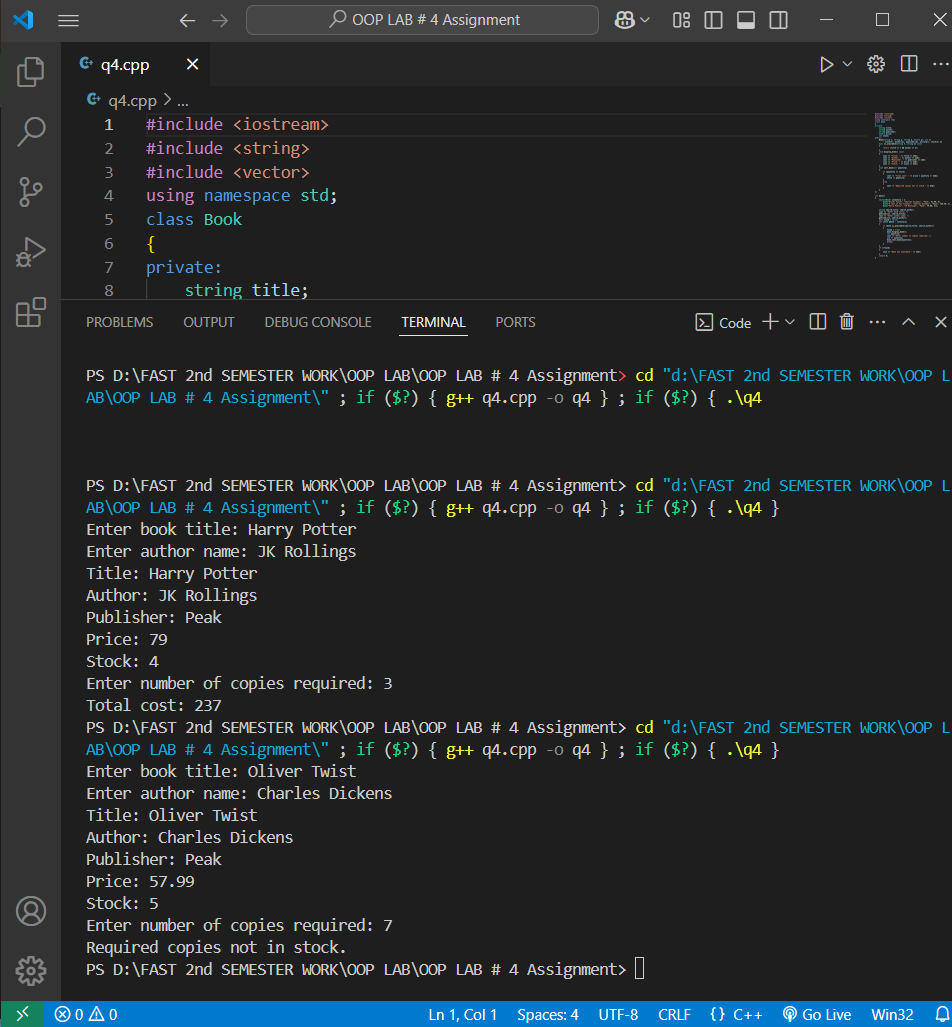 OOP LAB # 4 Assignment
q4.cpp
q4.cpp > ...
1 #include <iostream>
2 #include <string>
3 #include <vector>
4 using namespace std;
5 class Book
6 {
7 private:
8 string title;
PROBLEMS OUTPUT DEBUG CONSOLE TERMINAL PORTS Code
PS D:\FAST 2nd SEMESTER WORK\OOP LAB\OOP LAB # 4 Assignment> cd "d:\FAST 2nd SEMESTER WORK\OOP L
AB\OOP LAB # 4 Assignment\" ; if ($?) { g++ q4.cpp -o q4 } ; if ($?) { .\q4
PS D:\FAST 2nd SEMESTER WORK\OOP LAB\OOP LAB # 4 Assignment> cd "d:\FAST 2nd SEMESTER WORK\OOP L
AB\OOP LAB # 4 Assignment\" ; if ($?) { g++ q4.cpp -o q4 } ; if ($?) { .\q4 }
Enter book title: Harry Potter
Enter author name: JK Rollings
Title: Harry Potter
Author: JK Rollings
Publisher: Peak
Price: 79
Stock: 4
Enter number of copies required: 3
Total cost: 237
PS D:\FAST 2nd SEMESTER WORK\OOP LAB\OOP LAB # 4 Assignment> cd "d:\FAST 2nd SEMESTER WORK\OOP L
AB\OOP LAB # 4 Assignment\" ; if ($?) { g++ q4.cpp -o q4 } ; if ($?) { .\q4 }
Enter book title: Oliver Twist
Enter author name: Charles Dickens
Title: Oliver Twist
Author: Charles Dickens
Publisher: Peak
Price: 57.99
Stock: 5
Enter number of copies required: 7
Required copies not in stock.
PS D:\FAST 2nd SEMESTER WORK\OOP LAB\OOP LAB # 4 Assignment>
0 0 Ln 1, Col 1 Spaces: 4 UTF-8 CRLF {} C++ Go Live Win32